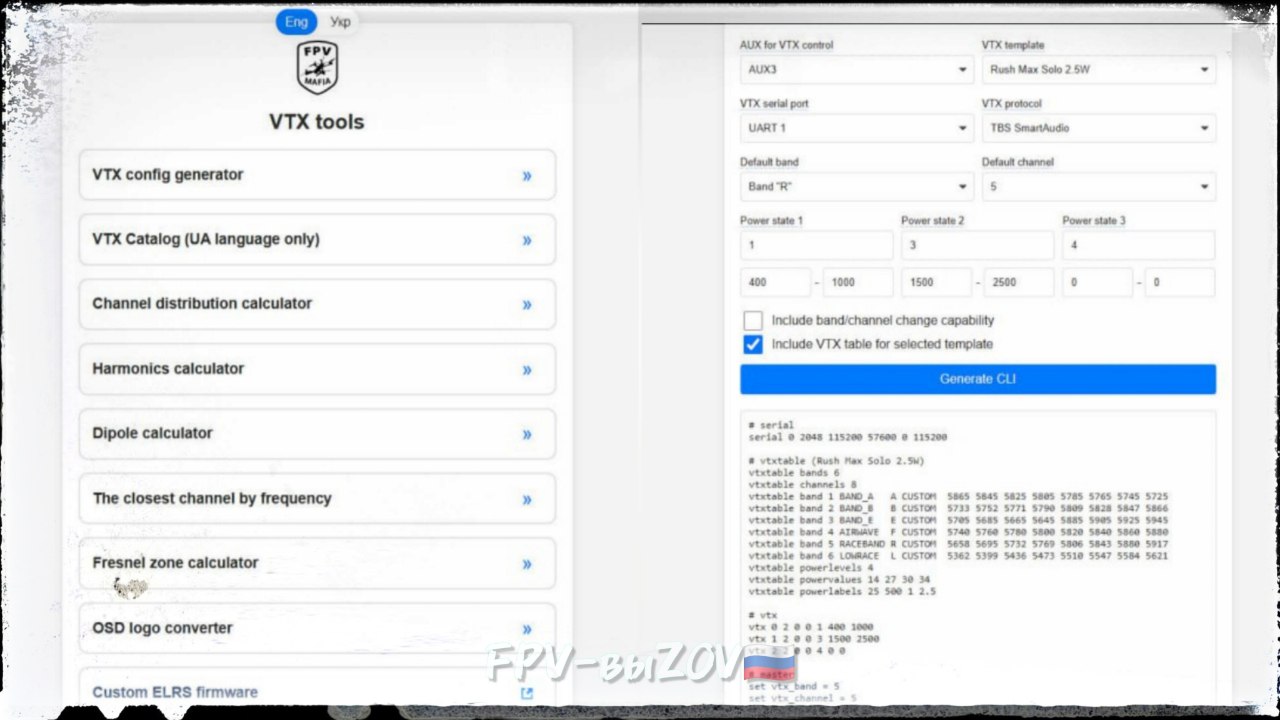 Eng Укр
FPV
MAFIA
VTX tools
VTX config generator »
VTX Catalog (UA language only) »
Channel distribution calculator »
Harmonics calculator »
Dipole calculator »
The closest channel by frequency »
Fresnel zone calculator »
OSD logo converter »
Custom ELRS firmware
AUX for VTX control VTX template
AUX3 Rush Max Solo 2.5W
VTX serial port VTX protocol
UART 1 TBS SmartAudio
Default band Default channel
Band "R" 5
Power state 1 Power state 2 Power state 3
1 3 4
400 - 1000 1500 - 2500 0 - 0
Include band/channel change capability
Include VTX table for selected template
Generate CLI
# serial
serial 0 2048 115200 57600 0 115200
# vtxtable (Rush Max Solo 2.5W)
vtxtable bands 6
vtxtable channels 8
vtxtable band 1 BAND_A A CUSTOM 5865 5845 5825 5805 5785 5765 5745 5725
vtxtable band 2 BAND_B B CUSTOM 5733 5752 5771 5790 5809 5828 5847 5866
vtxtable band 3 BAND_E E CUSTOM 5705 5685 5665 5645 5885 5905 5925 5945
vtxtable band 4 AIRWAVE F CUSTOM 5740 5760 5780 5800 5820 5840 5860 5880
vtxtable band 5 RACEBAND R CUSTOM 5658 5695 5732 5769 5806 5843 5880 5917
vtxtable band 6 LOWRACE L CUSTOM 5362 5399 5436 5473 5510 5547 5584 5621
vtxtable powerlevels 4
vtxtable powervalues 14 27 30 34
vtxtable powerlabels 25 500 1 2.5
# vtx
vtx 0 2 0 0 1 400 1000
vtx 1 2 0 0 3 1500 2500
vtx 2 2 0 0 4 0 0
# master
set vtx_band = 5
set vtx_channel = 5
FPV-выZOV